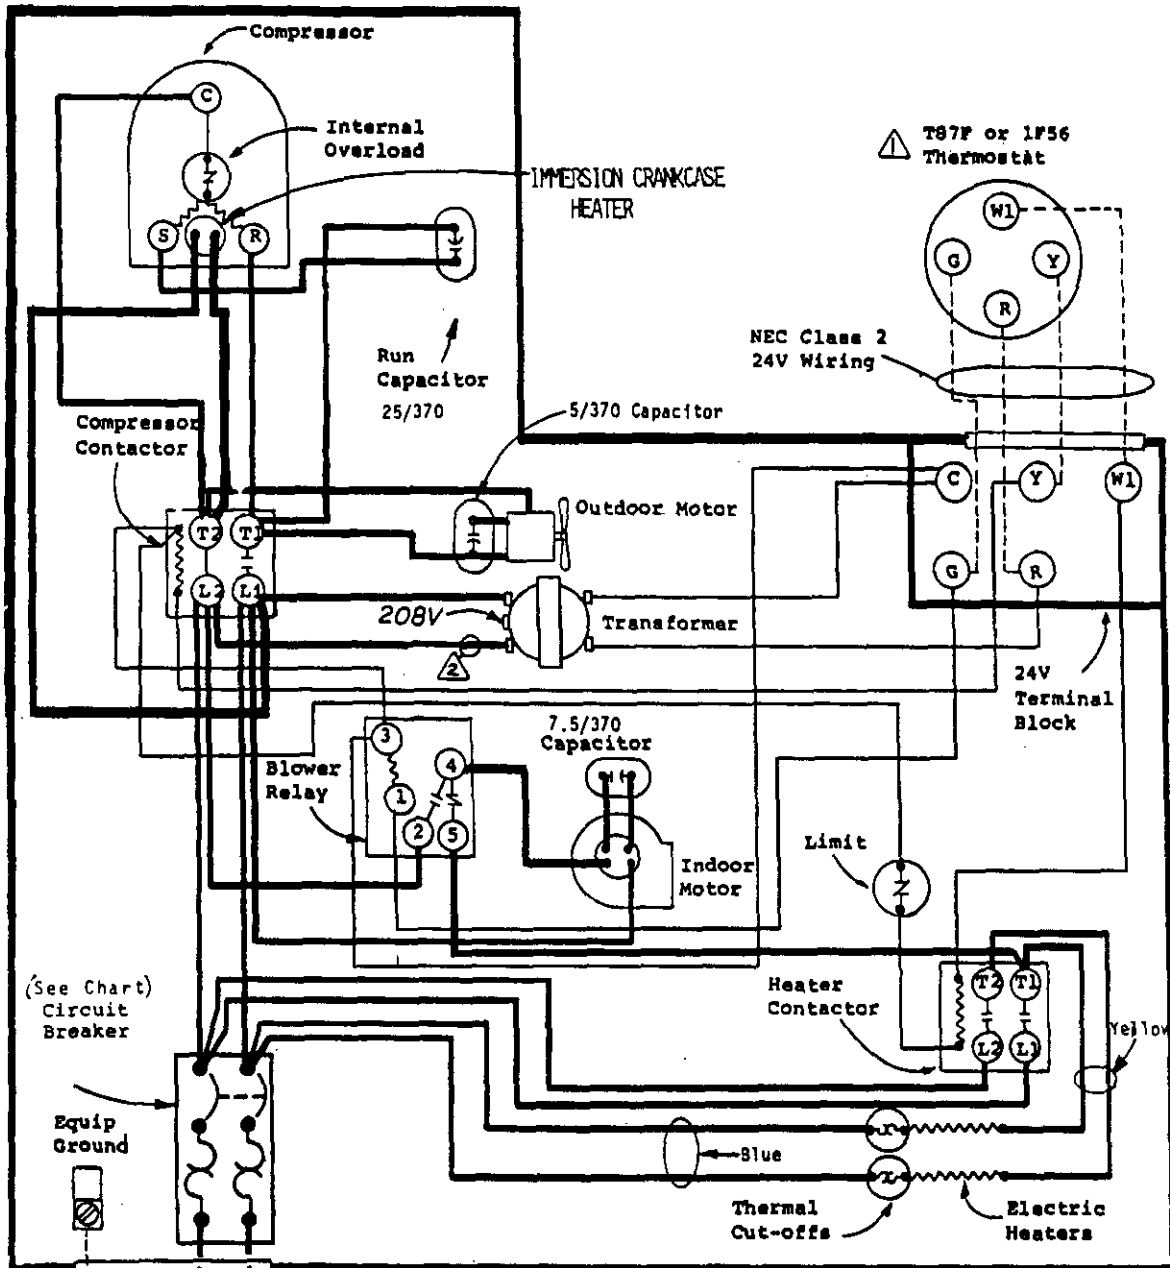 Compressor
C
Internal
Overload
IMMERSION CRANKCASE
HEATER
S
R
Run
Capacitor
25/370
Compressor
Contactor
5/370 Capacitor
T2
T1
L2
L1
Outdoor Motor
208V
Transformer
2
1
T87F or 1F56
Thermostat
W1
G
Y
R
NEC Class 2
24V Wiring
C
Y
W1
G
R
24V
Terminal
Block
7.5/370
Capacitor
3
4
1
2
5
Blower
Relay
Indoor
Motor
Limit
(See Chart)
Circuit
Breaker
Heater
Contactor
T2
T1
L2
L1
Yellow
Equip
Ground
Blue
Thermal
Cut-offs
Electric
Heaters